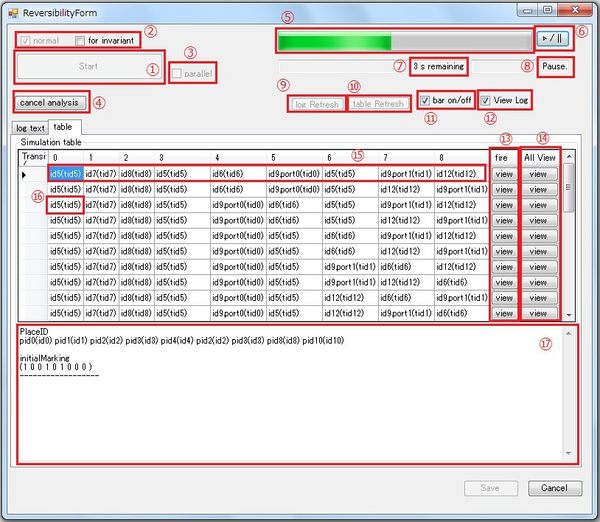 ReversibilityForm
② ⑤ ⑥
normal for invariant
① Start
③ parallel
▶ / ||
⑦ 3 s remaining ⑧ Pause.
④ cancel analysis
⑨ log Refresh ⑩ table Refresh
⑪ bar on/off ⑫ View Log
log text table
Simulation table
⑬ ⑭ ⑮ ⑯
Transi 0 1 2 3 4 5 6 7 8 fire All View
id5(tid5) id7(tid7) id8(tid8) id5(tid5) id6(tid6) id9port0(tid0) id5(tid5) id9port1(tid1) id12(tid12) view view
id5(tid5) id7(tid7) id8(tid8) id5(tid5) id6(tid6) id9port0(tid0) id5(tid5) id12(tid12) id9port1(tid1) view view
id5(tid5) id7(tid7) id8(tid8) id5(tid5) id9port0(tid0) id6(tid6) id5(tid5) id9port1(tid1) id12(tid12) view view
id5(tid5) id7(tid7) id8(tid8) id5(tid5) id9port0(tid0) id6(tid6) id5(tid5) id12(tid12) id9port1(tid1) view view
id5(tid5) id7(tid7) id8(tid8) id5(tid5) id9port0(tid0) id5(tid5) id6(tid6) id9port1(tid1) id12(tid12) view view
id5(tid5) id7(tid7) id8(tid8) id5(tid5) id9port0(tid0) id5(tid5) id6(tid6) id12(tid12) id9port1(tid1) view view
id5(tid5) id7(tid7) id8(tid8) id5(tid5) id9port0(tid0) id5(tid5) id9port1(tid1) id6(tid6) id12(tid12) view view
id5(tid5) id7(tid7) id8(tid8) id5(tid5) id9port0(tid0) id5(tid5) id9port1(tid1) id12(tid12) id6(tid6) view view
id5(tid5) id7(tid7) id8(tid8) id5(tid5) id9port0(tid0) id5(tid5) id12(tid12) id6(tid6) id9port1(tid1) view view
id5(tid5) id7(tid7) id8(tid8) id5(tid5) id9port0(tid0) id5(tid5) id12(tid12) id9port1(tid1) id6(tid6) view view
⑰
PlaceID
pid0(id0) pid1(id1) pid2(id2) pid3(id3) pid4(id4) pid2(id2) pid3(id3) pid8(id8) pid10(id10)
initialMarking
(1 0 0 1 0 1 0 0 0 )
------------------
Save Cancel